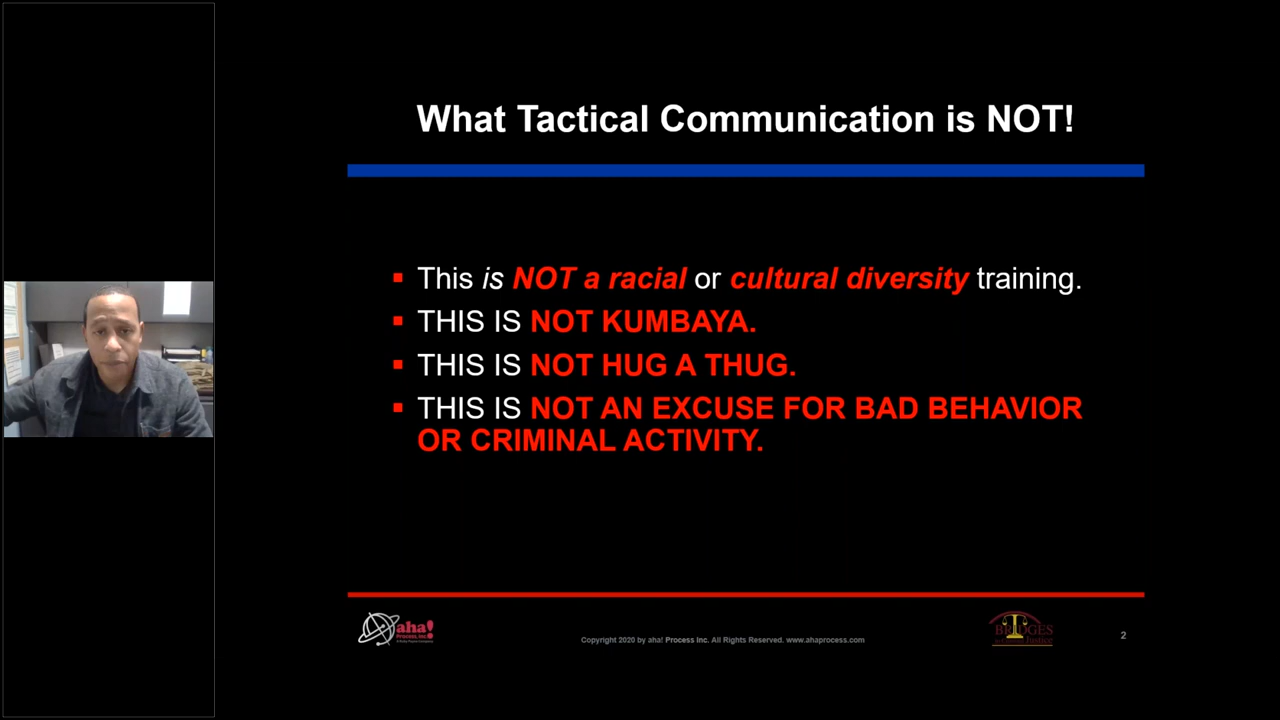 What Tactical Communication is NOT!
This is NOT a racial or cultural diversity training.
THIS IS NOT KUMBAYA.
THIS IS NOT HUG A THUG.
THIS IS NOT AN EXCUSE FOR BAD BEHAVIOR
OR CRIMINAL ACTIVITY.
aha!
Process, Inc.
Copyright 2020 by aha! Process Inc. All Rights Reserved. www.ahaprocess.com
BRIDGES
Justice
2